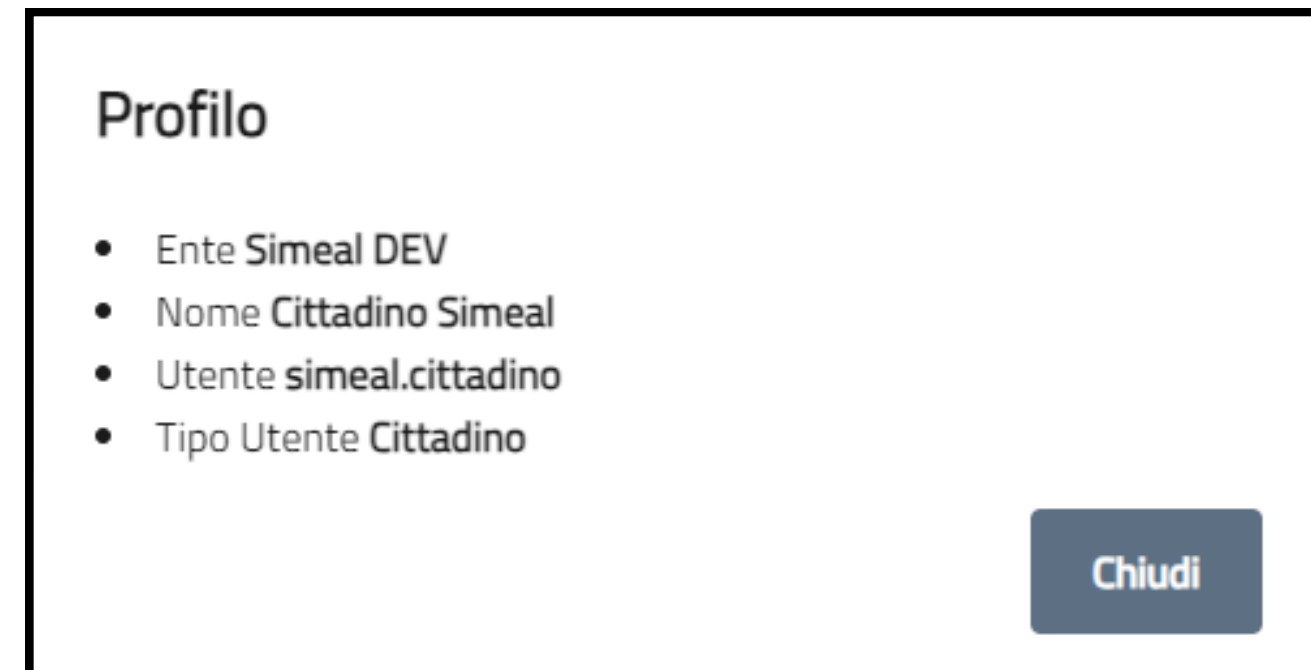 Profilo
Ente Simeal DEV
Nome Cittadino Simeal
Utente simeal.cittadino
Tipo Utente Cittadino
Chiudi